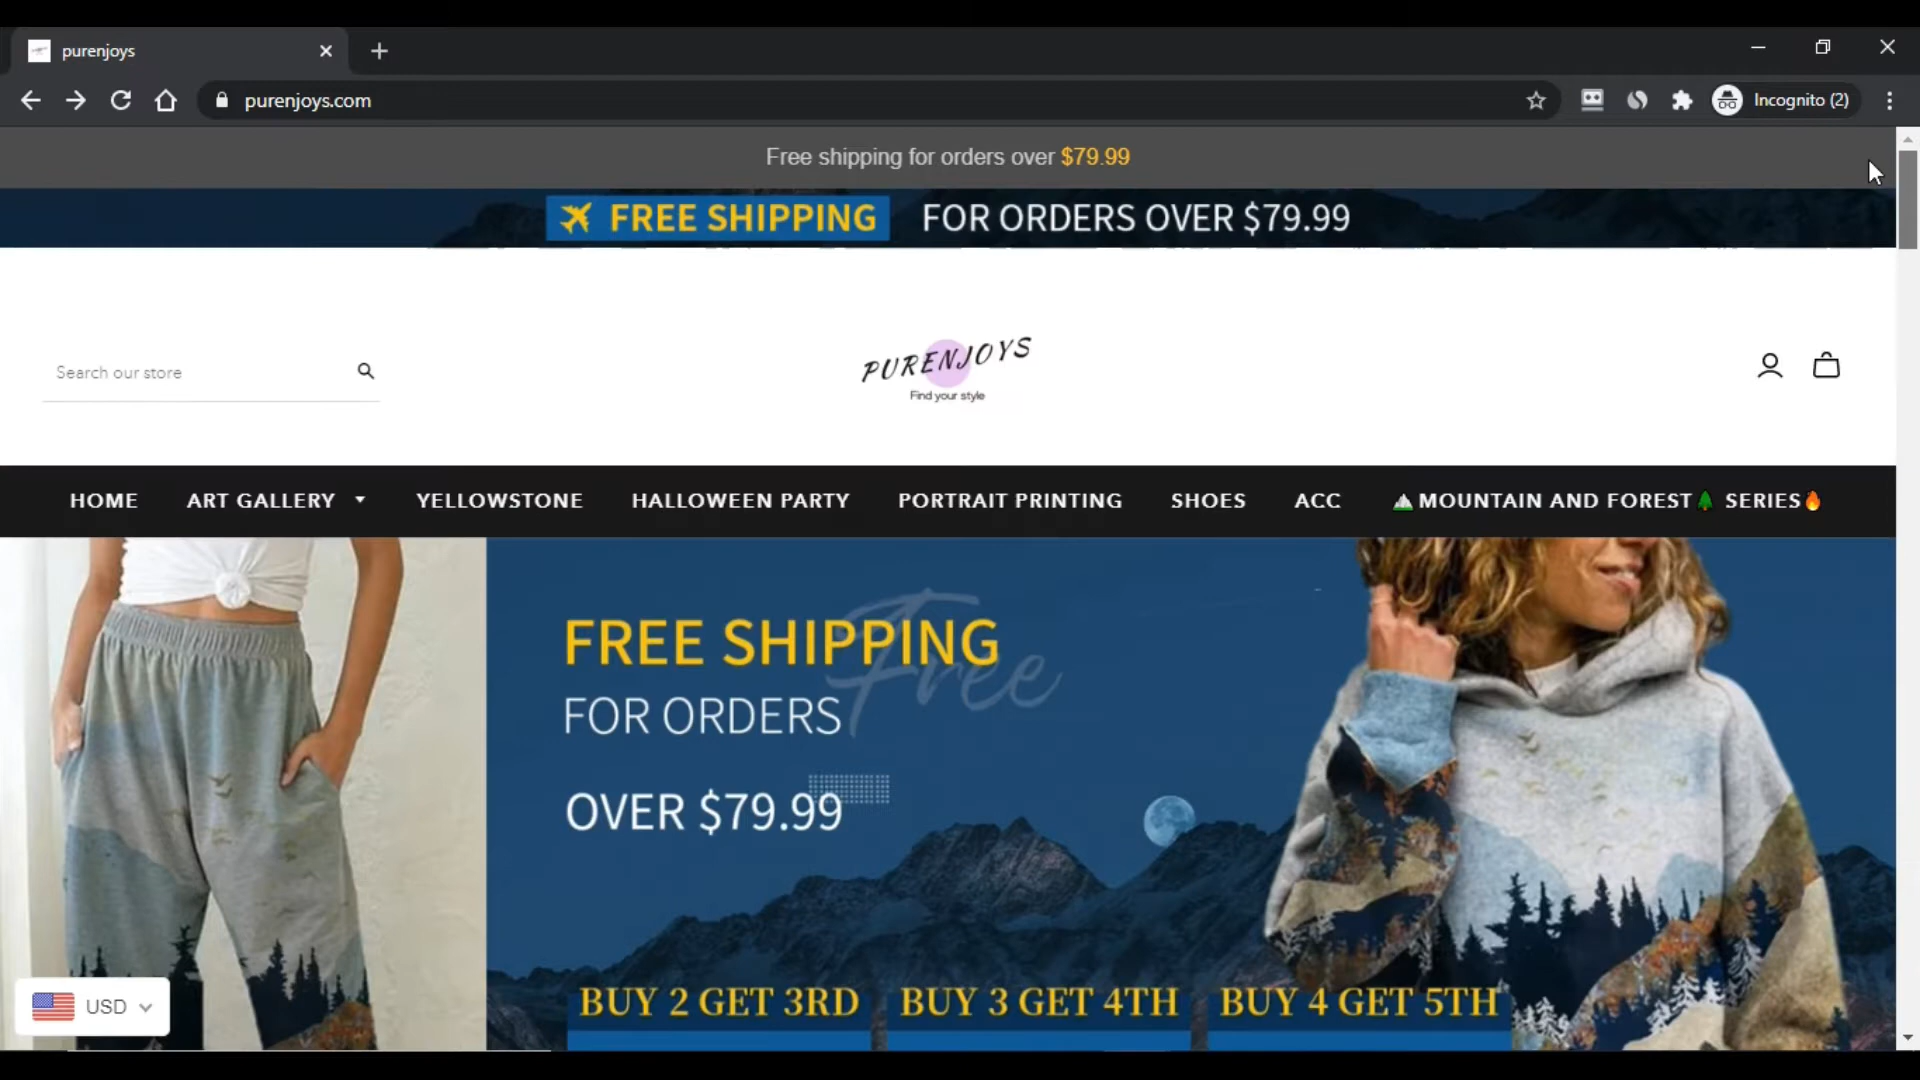 purenjoys
purenjoys.com
Incognito (2)
Free shipping for orders over $79.99
FREE SHIPPING FOR ORDERS OVER $79.99
Search our store
PURENJOYS
Find your style
HOME ART GALLERY YELLOWSTONE HALLOWEEN PARTY PORTRAIT PRINTING SHOES ACC MOUNTAIN AND FOREST SERIES
FREE SHIPPING
Free
FOR ORDERS
OVER $79.99
BUY 2 GET 3RD BUY 3 GET 4TH BUY 4 GET 5TH
USD